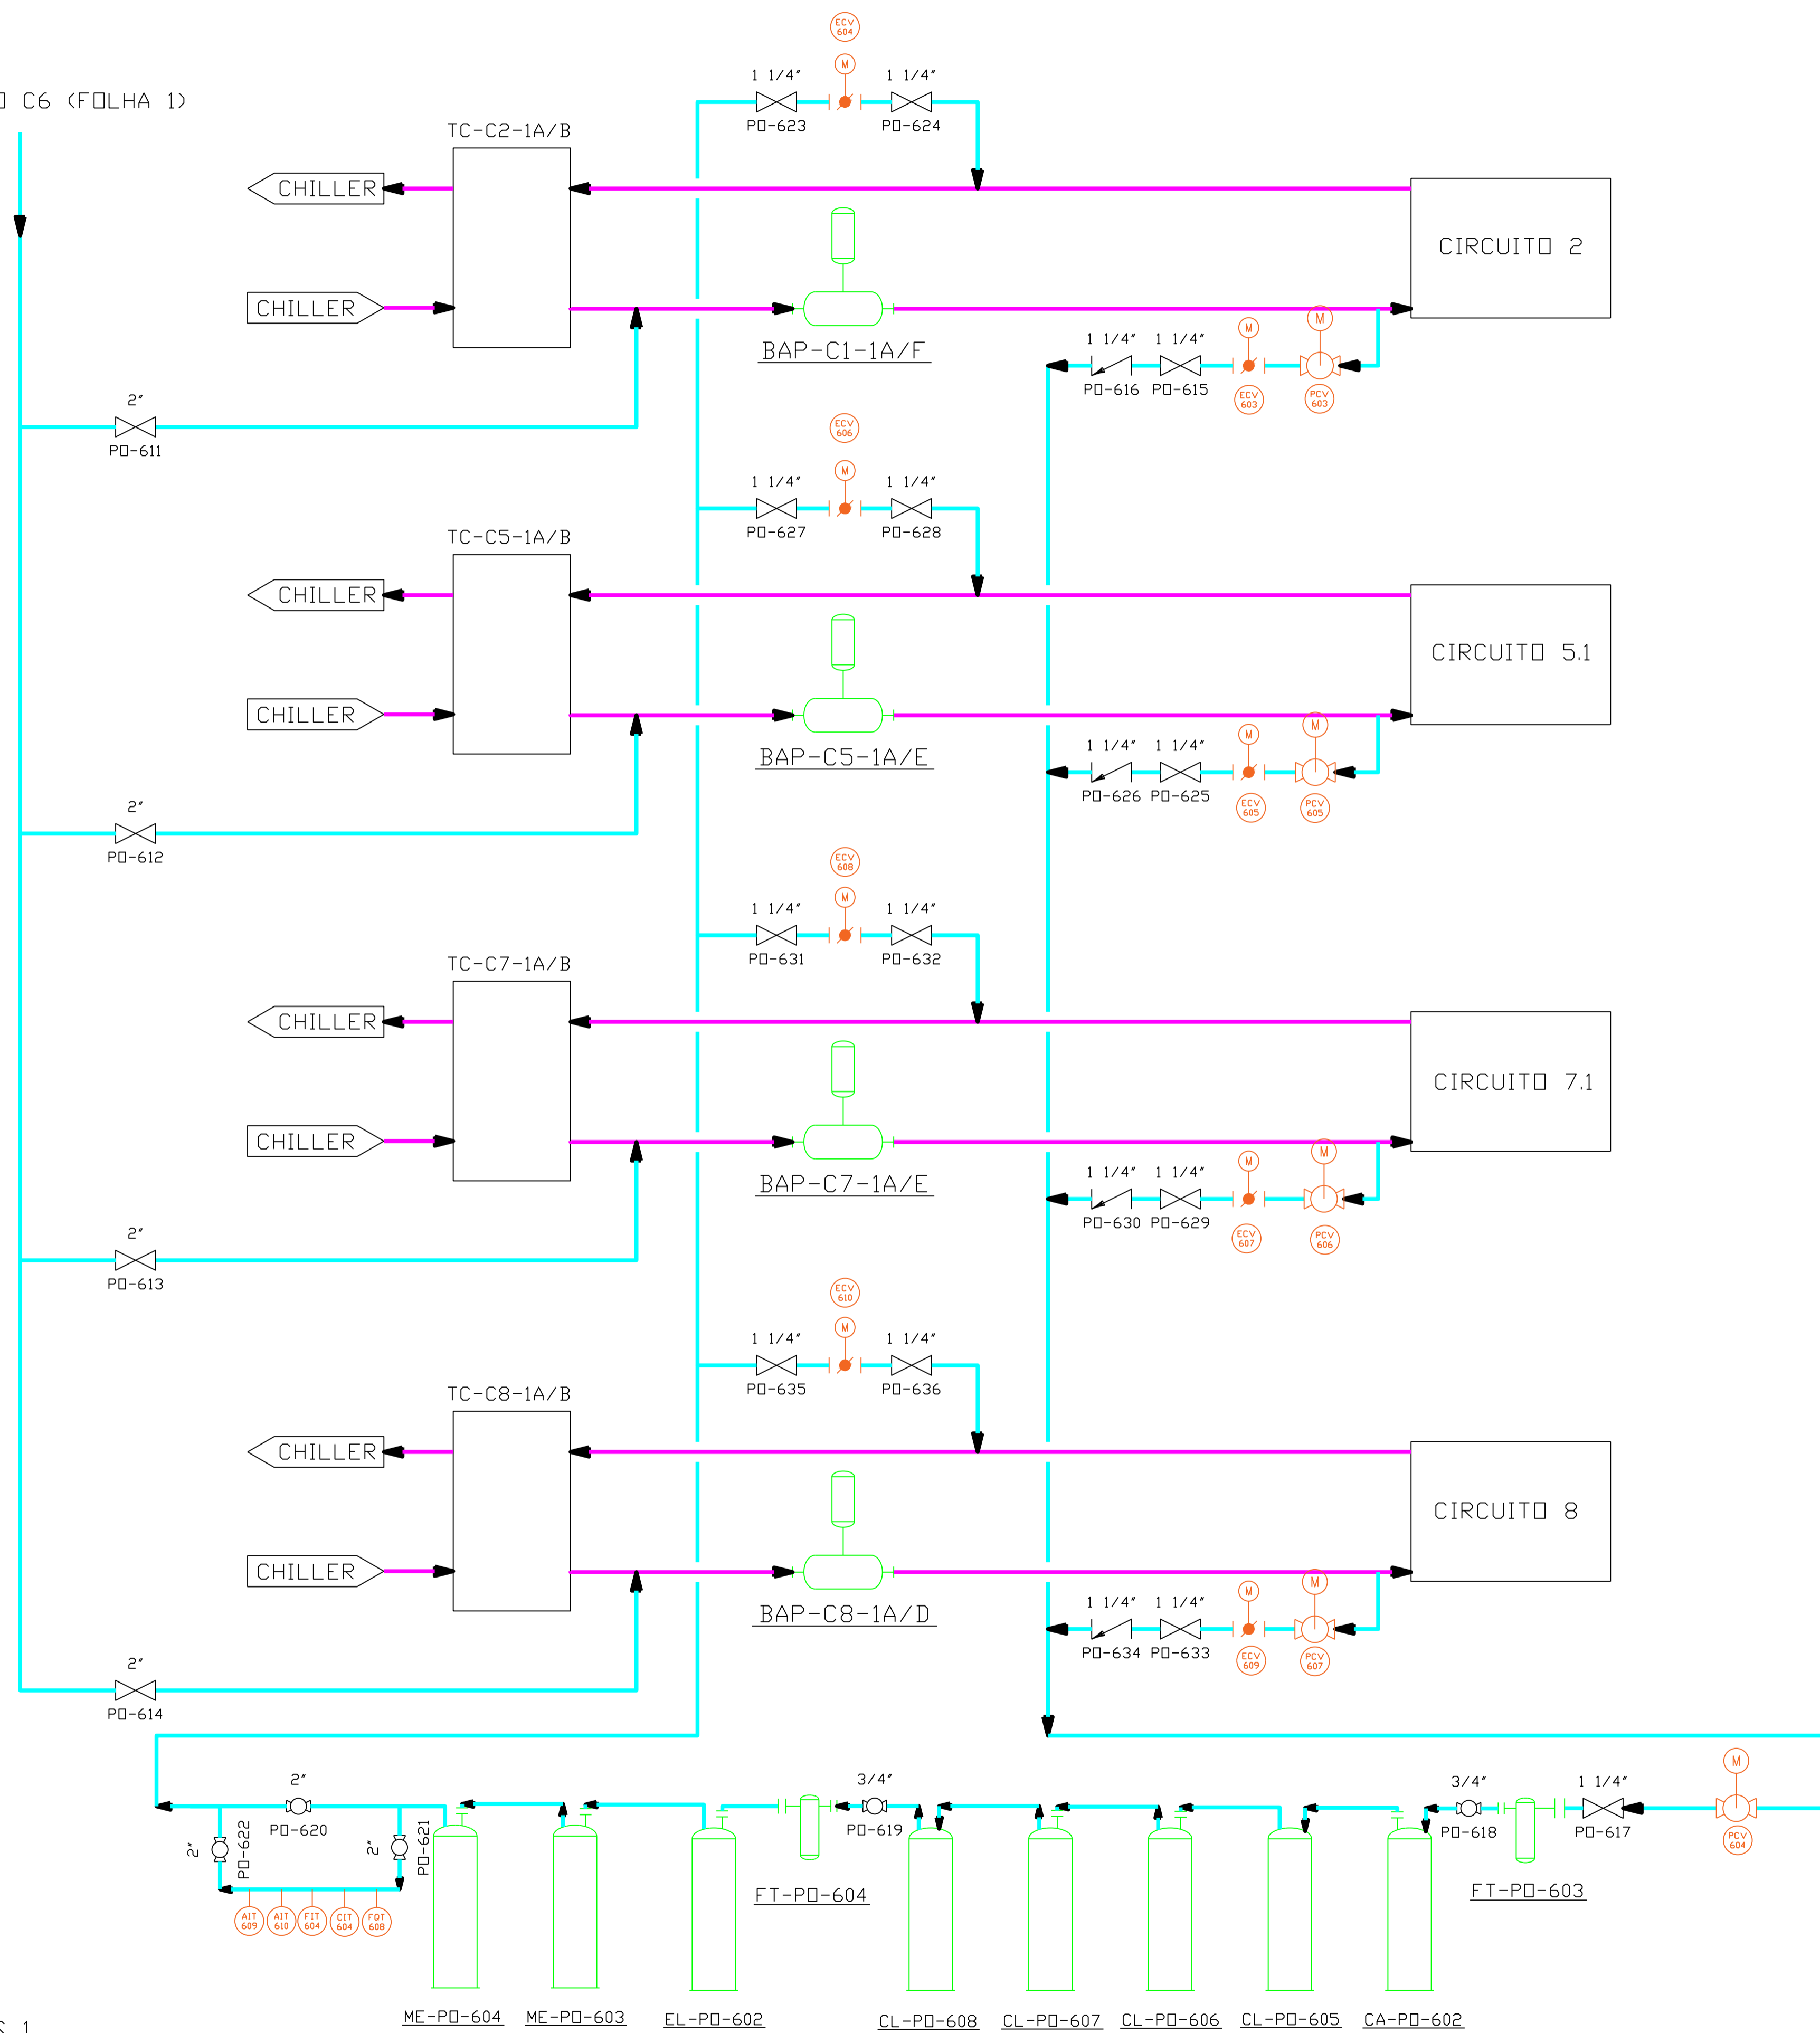 ECV
604
M
1 1/4"
1 1/4"
PO-623
PO-624
O C6 (FOLHA 1)
TC-C2-1A/B
CHILLER
CIRCUITO 2
CHILLER
BAP-C1-1A/F
M
M
1 1/4"
1 1/4"
PO-616
PO-615
ECV
603
PCV
603
2"
PO-611
ECV
606
M
1 1/4"
1 1/4"
PO-627
PO-628
TC-C5-1A/B
CHILLER
CIRCUITO 5.1
CHILLER
BAP-C5-1A/E
M
M
1 1/4"
1 1/4"
PO-626
PO-625
ECV
605
PCV
605
2"
PO-612
ECV
608
M
1 1/4"
1 1/4"
PO-631
PO-632
TC-C7-1A/B
CHILLER
CIRCUITO 7.1
CHILLER
BAP-C7-1A/E
M
M
1 1/4"
1 1/4"
PO-630
PO-629
ECV
607
PCV
606
2"
PO-613
ECV
610
M
1 1/4"
1 1/4"
PO-635
PO-636
TC-C8-1A/B
CHILLER
CIRCUITO 8
CHILLER
BAP-C8-1A/D
M
M
1 1/4"
1 1/4"
PO-634
PO-633
ECV
609
PCV
607
2"
PO-614
2"
PO-620
2"
PO-622
2"
PO-621
AIT
609
AIT
610
FIT
604
CIT
604
FQT
608
3/4"
PO-619
FT-PO-604
3/4"
PO-618
1 1/4"
PO-617
FT-PO-603
M
PCV
604
ME-PO-604
ME-PO-603
EL-PO-602
CL-PO-608
CL-PO-607
CL-PO-606
CL-PO-605
CA-PO-602